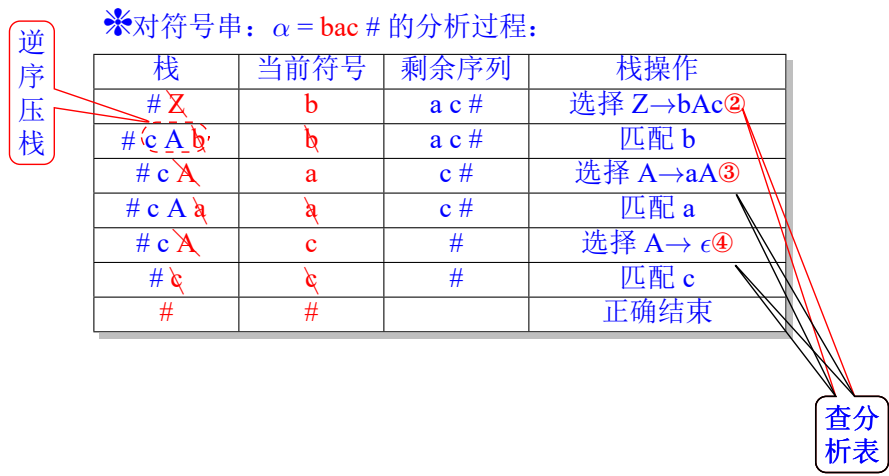 ❉对符号串：α = bac # 的分析过程：
逆序压栈
栈 当前符号 剩余序列 栈操作
# Z b a c # 选择 Z→bAc②
# c A b b a c # 匹配 b
# c A a c # 选择 A→aA③
# c A a a c # 匹配 a
# c A c # 选择 A→ ϵ④
# c c # 匹配 c
# # 正确结束
查分
析表